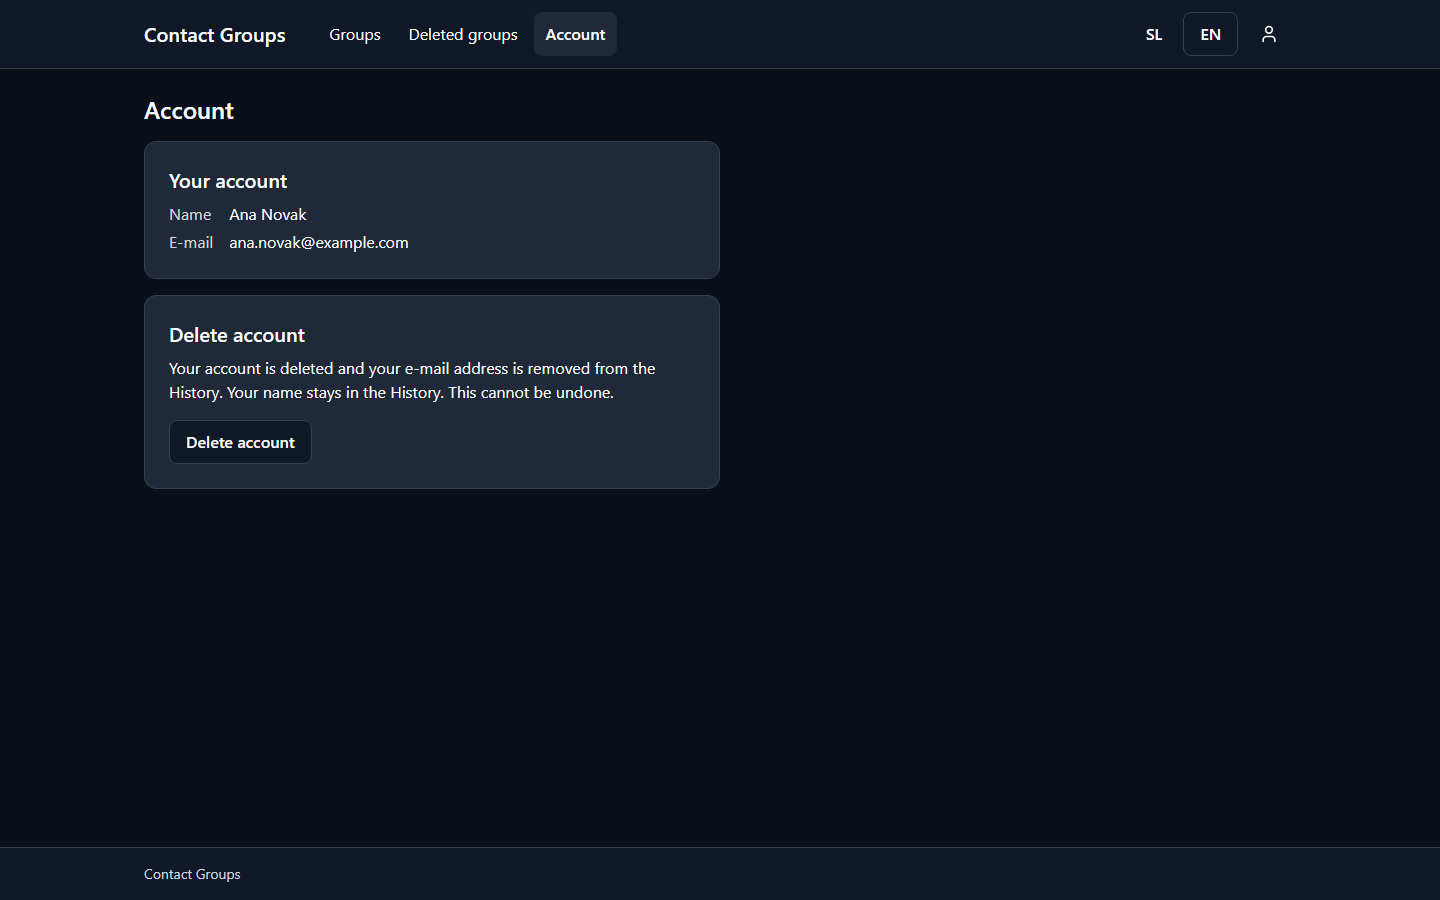 Contact Groups
Groups
Deleted groups
Account
SL
EN
Account
Your account
Name Ana Novak
E-mail ana.novak@example.com
Delete account
Your account is deleted and your e-mail address is removed from the
History. Your name stays in the History. This cannot be undone.
Delete account
Contact Groups